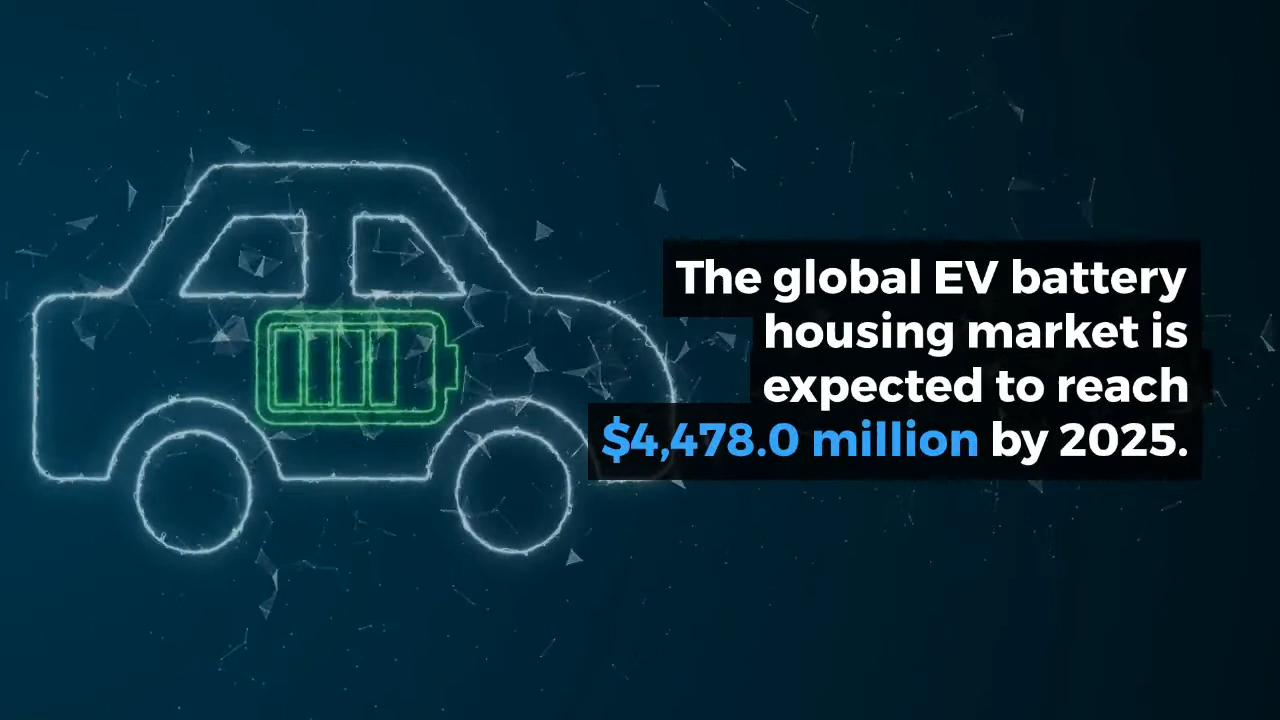 The global EV battery
housing market is
expected to reach
$4,478.0 million by 2025.